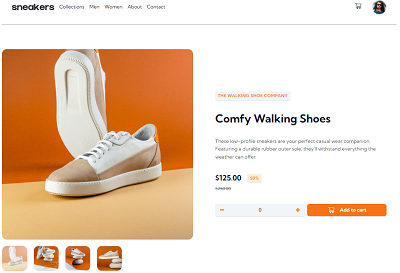 sneakers Collections Men Women About Contact
THE WALKING SHOE COMPANY
Comfy Walking Shoes
These low-profile sneakers are your perfect casual wear companion.
Featuring a durable rubber outer sole, they'll withstand everything the
weather can offer.
$125.00 50%
$250.00
− 0 + Add to cart